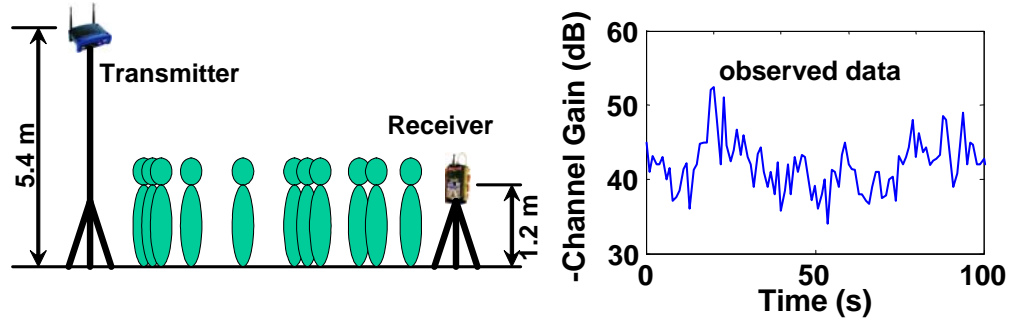 5.4 m
Transmitter
Receiver
1.2 m
-Channel Gain (dB)
60
50
40
30
observed data
0
50
100
Time (s)